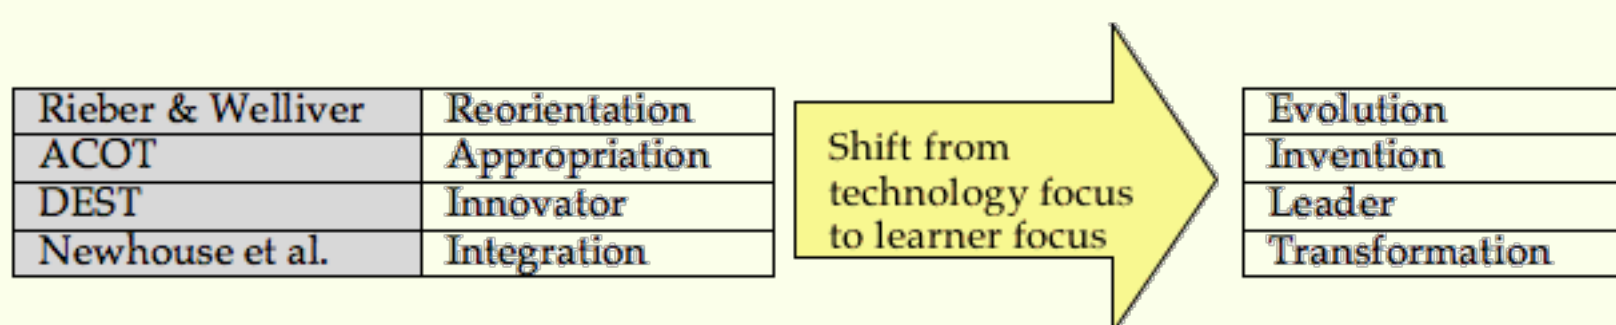 Rieber & Welliver Reorientation
ACOT Appropriation
DEST Innovator
Newhouse et al. Integration
Shift from
technology focus
to learner focus
Evolution
Invention
Leader
Transformation